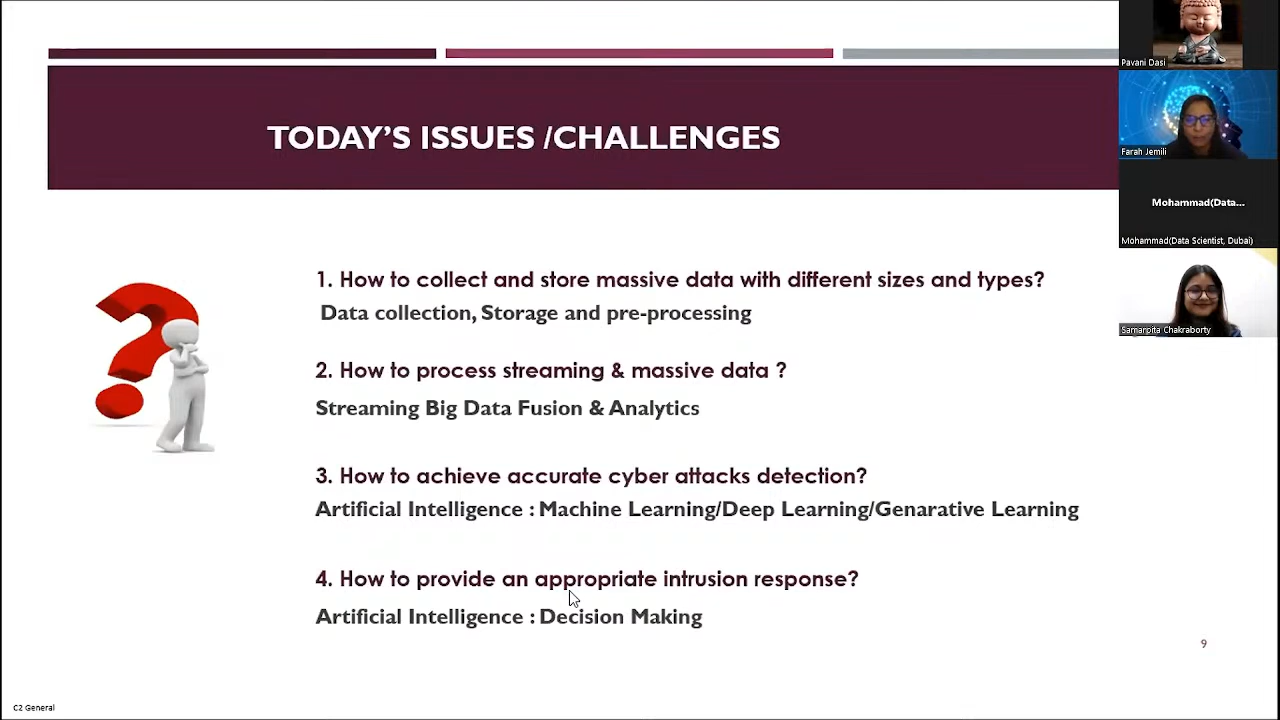 TODAY'S ISSUES /CHALLENGES
1. How to collect and store massive data with different sizes and types?
Data collection, Storage and pre-processing
2. How to process streaming & massive data ?
Streaming Big Data Fusion & Analytics
3. How to achieve accurate cyber attacks detection?
Artificial Intelligence : Machine Learning/Deep Learning/Genarative Learning
4. How to provide an appropriate intrusion response?
Artificial Intelligence : Decision Making
9
C2 General
Pavani Dasi
Farah Jemili
Mohammad(Data...
Mohammad(Data Scientist, Dubai)
Samarpita Chakraborty